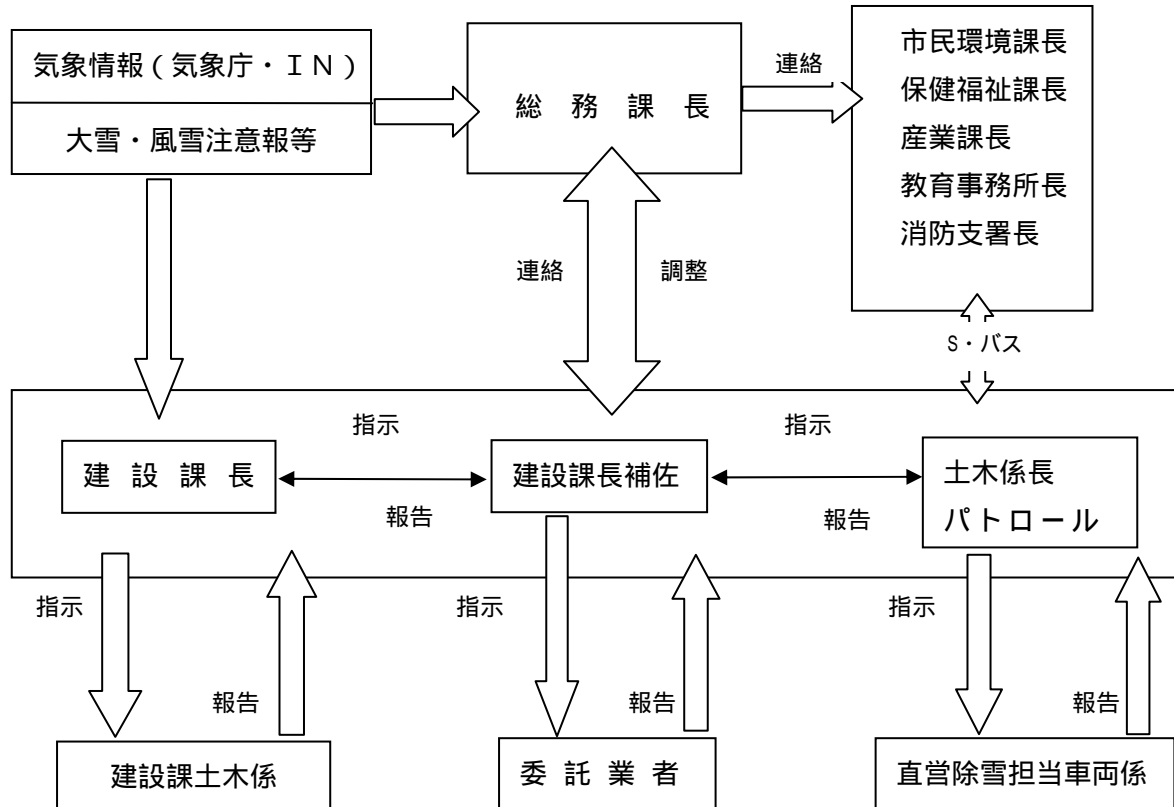 気象情報（気象庁・ＩＮ）
大雪・風雪注意報等
総務課長
連絡
市民環境課長
保健福祉課長
産業課長
教育事務所長
消防支署長
連絡
調整
S・バス
指示
指示
建設課長
建設課長補佐
土木係長
パトロール
報告
報告
指示
指示
指示
報告
報告
報告
建設課土木係
委託業者
直営除雪担当車両係